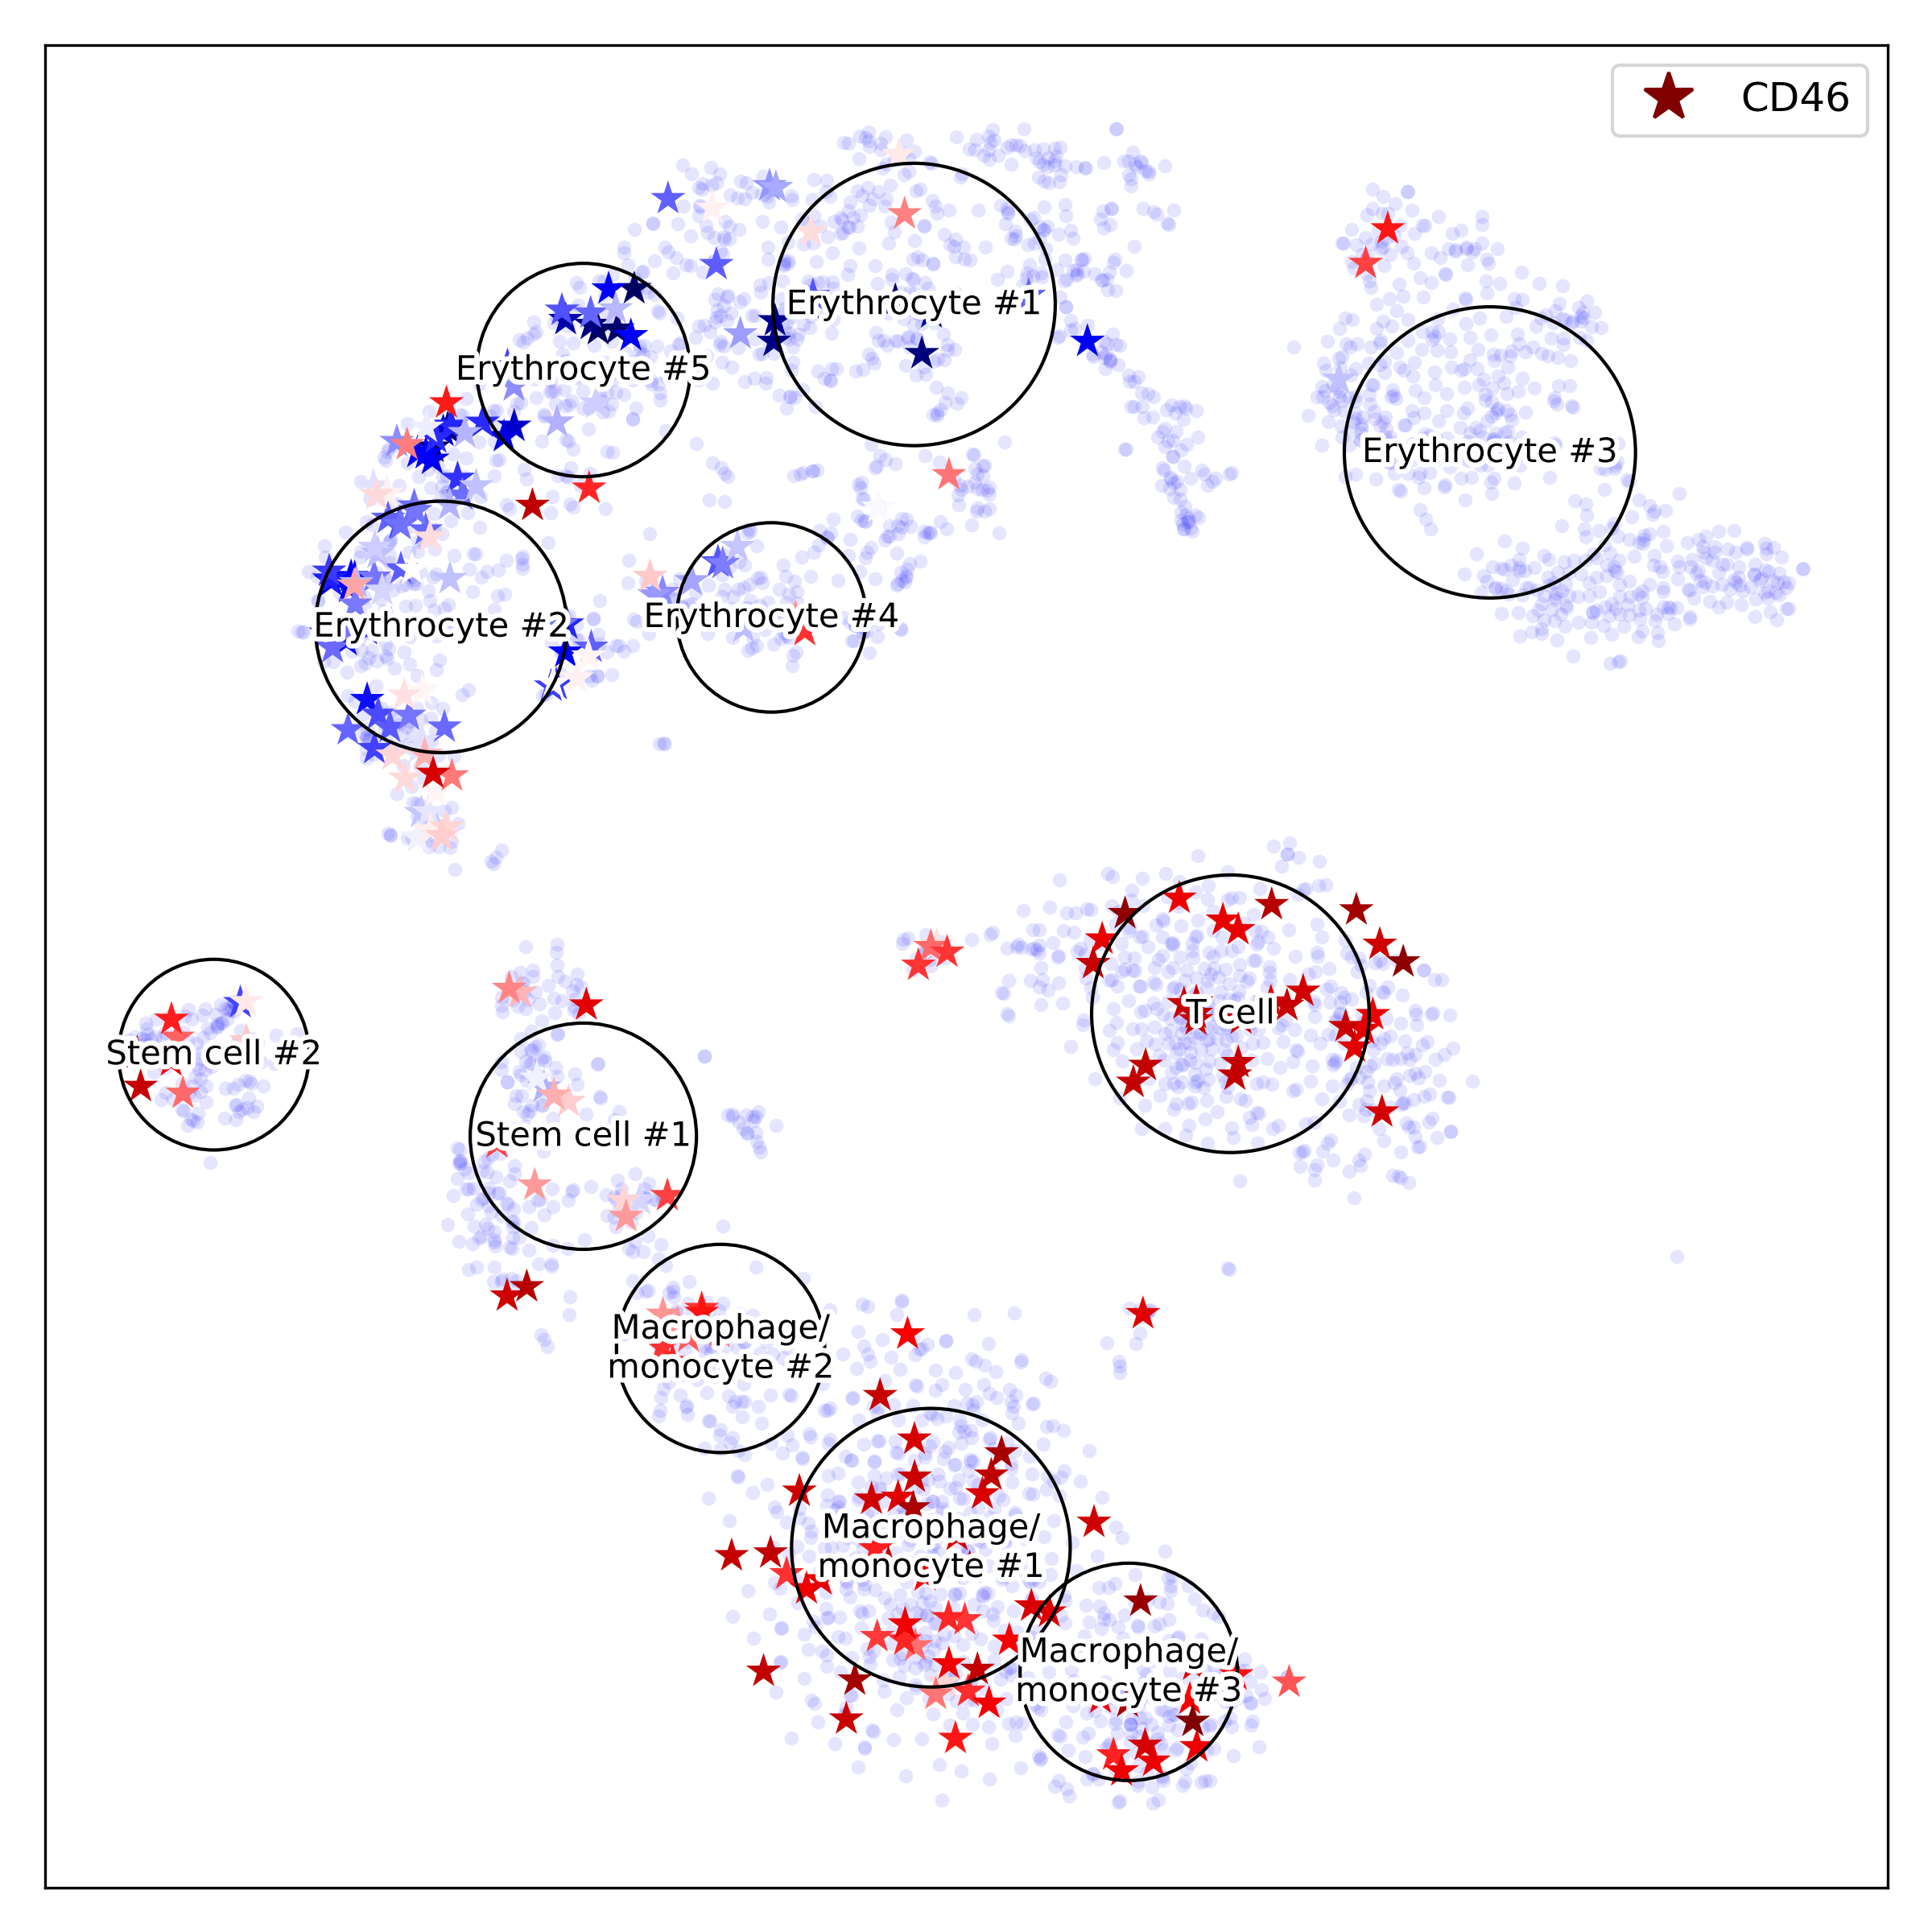 CD46
Erythrocyte #1
Erythrocyte #5
Erythrocyte #3
Erythrocyte #4
Erythrocyte #2
T cell
Stem cell #2
Stem cell #1
Macrophage/
monocyte #2
Macrophage/
monocyte #1
Macrophage/
monocyte #3